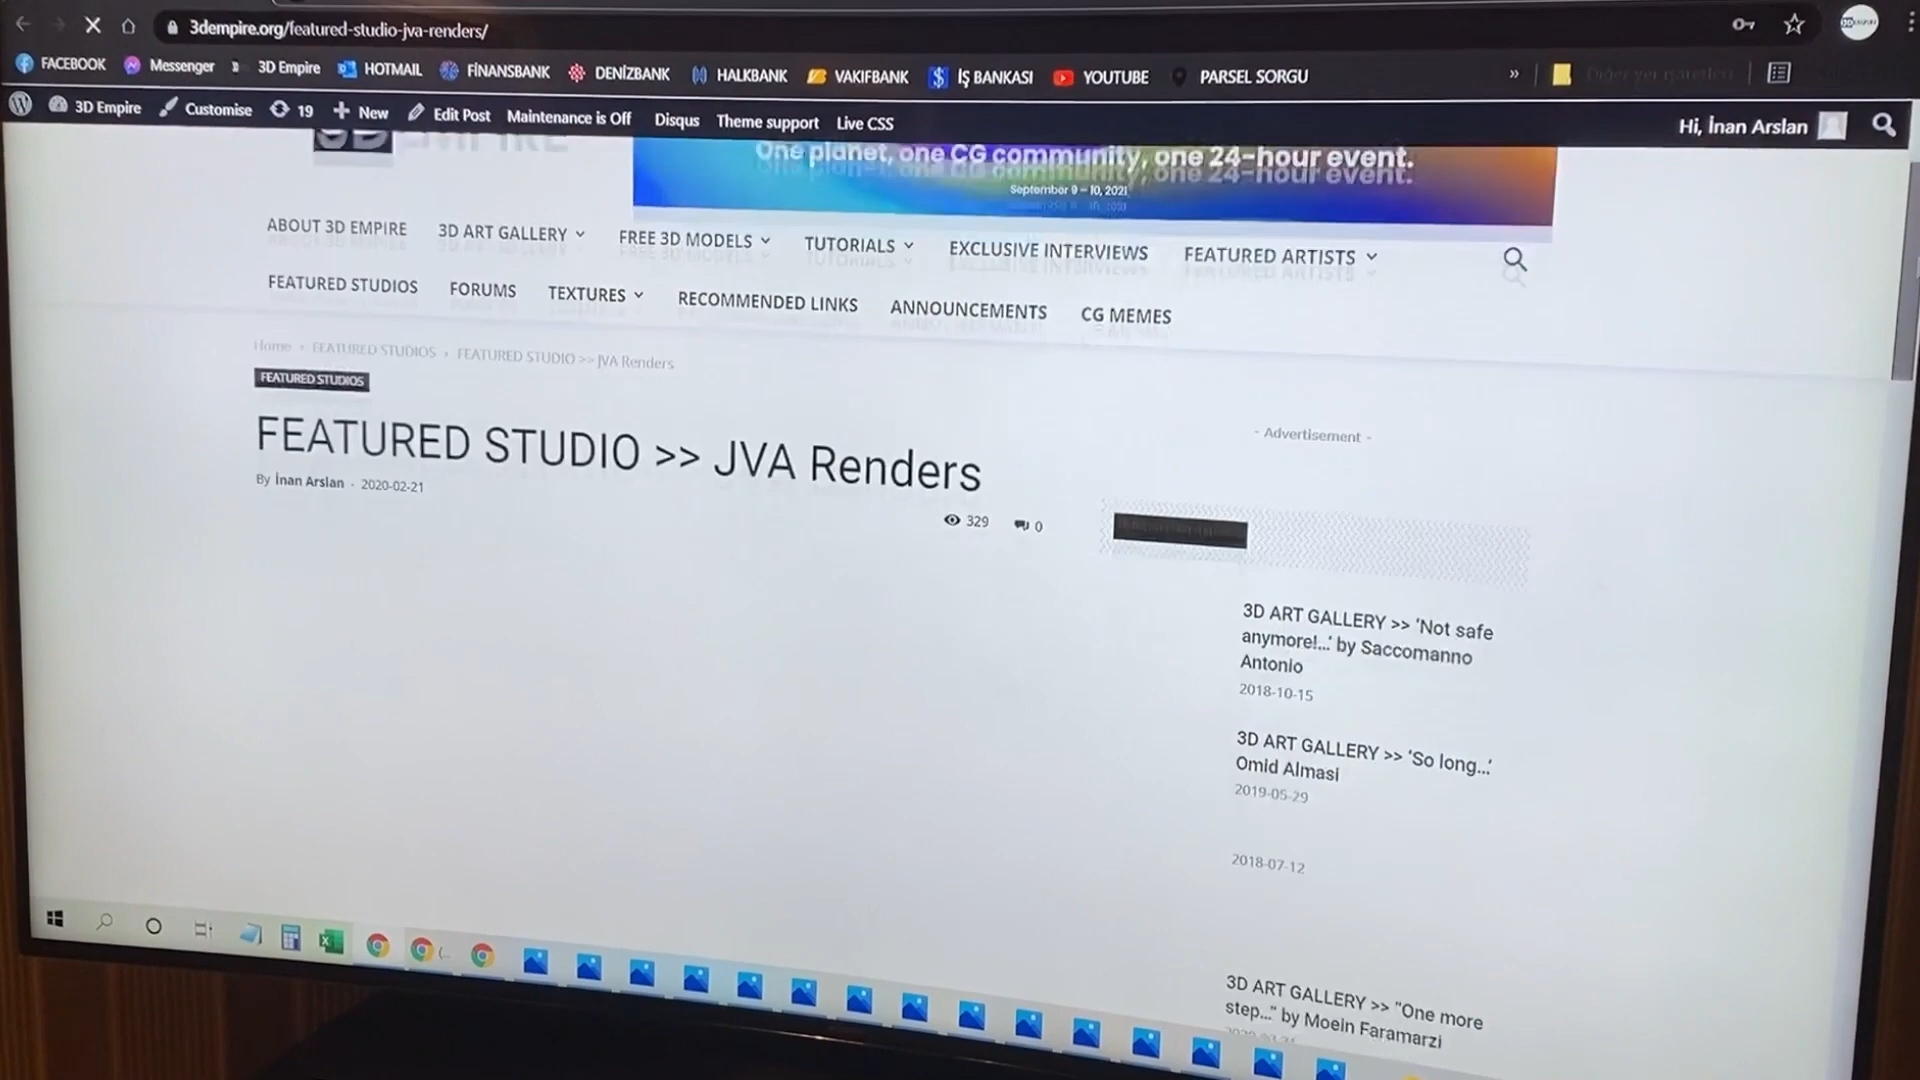 3dempire.org/featured-studio-jva-renders/
FACEBOOK Messenger 3D Empire HOTMAIL FİNANSBANK DENİZBANK HALKBANK VAKIFBANK İŞ BANKASI YOUTUBE PARSEL SORGU » Diğer yer işaretleri
3D Empire Customise 19 New Edit Post Maintenance is Off Disqus Theme support Live CSS Hi, İnan Arslan
3D EMPIRE
One planet, one CG community, one 24-hour event.
September 9 – 10, 2021
ABOUT 3D EMPIRE 3D ART GALLERY FREE 3D MODELS TUTORIALS EXCLUSIVE INTERVIEWS FEATURED ARTISTS
FEATURED STUDIOS FORUMS TEXTURES RECOMMENDED LINKS ANNOUNCEMENTS CG MEMES
Home › FEATURED STUDIOS › FEATURED STUDIO >> JVA Renders
FEATURED STUDIOS
FEATURED STUDIO >> JVA Renders
By İnan Arslan - 2020-02-21
329 0
- Advertisement -
3D ART GALLERY >> ‘Not safe
anymore!...’ by Saccomanno
Antonio
2018-10-15
3D ART GALLERY >> ‘So long...’
Omid Almasi
2019-05-29
2018-07-12
3D ART GALLERY >> “One more
step...” by Moein Faramarzi